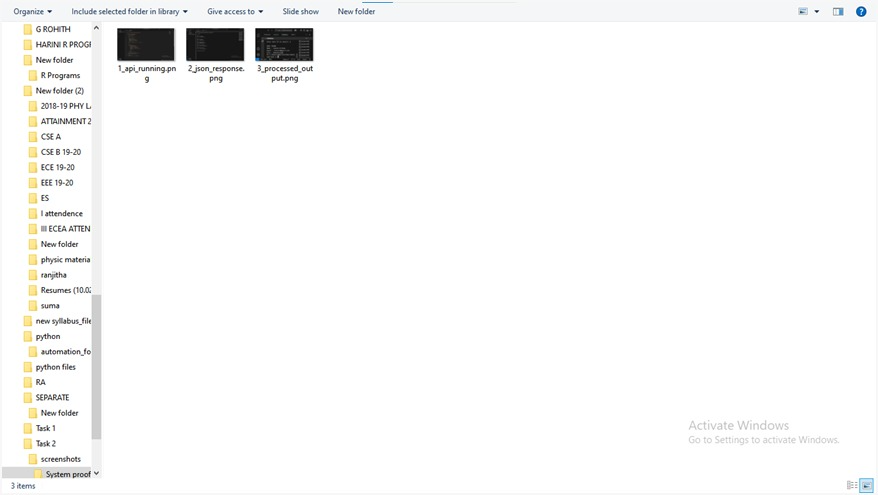 Organize
Include selected folder in library
Give access to
Slide show
New folder
G ROHITH
HARINI R PROGF
New folder
R Programs
New folder (2)
2018-19 PHY L
ATTAINMENT 2
CSE A
CSE B 19-20
ECE 19-20
EEE 19-20
ES
I attendence
III ECEA ATTEN
New folder
physic materia
ranjitha
Resumes (10.02
suma
new syllabus_file
python
automation_fo
python files
RA
SEPARATE
New folder
Task 1
Task 2
screenshots
System proof
1_api_running.pn
g
2_json_response.
png
3_processed_out
put.png
Activate Windows
Go to Settings to activate Windows.
3 items